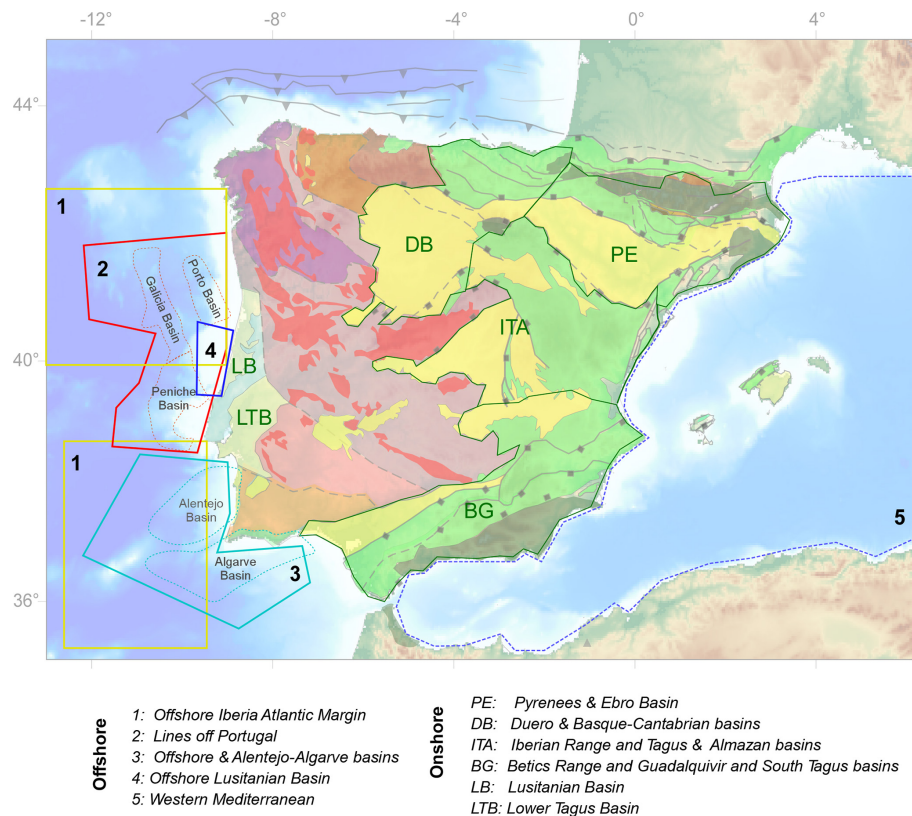 -12° -8° -4° 0° 4°
44°
1
2
Galicia Basin
Porto Basin
DB
PE
ITA
4
40°
LB
Peniche
Basin
LTB
1
Alentejo
Basin
BG
5
Algarve
Basin
3
36°
Offshore
1: Offshore Iberia Atlantic Margin
2: Lines off Portugal
3: Offshore & Alentejo-Algarve basins
4: Offshore Lusitanian Basin
5: Western Mediterranean
Onshore
PE: Pyrenees & Ebro Basin
DB: Duero & Basque-Cantabrian basins
ITA: Iberian Range and Tagus & Almazan basins
BG: Betics Range and Guadalquivir and South Tagus basins
LB: Lusitanian Basin
LTB: Lower Tagus Basin